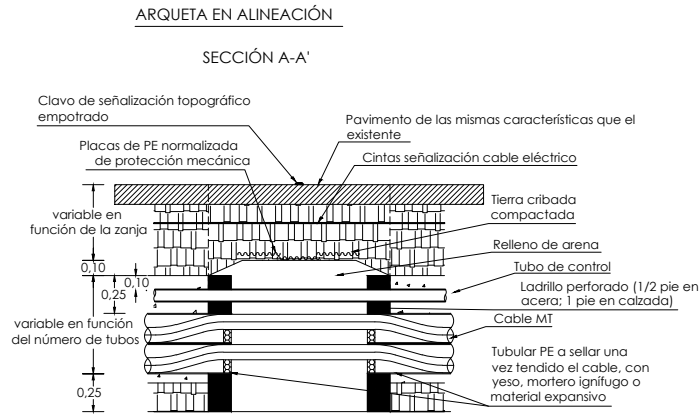 ARQUETA EN ALINEACIÓN
SECCIÓN A-A'
Clavo de señalización topográfico
empotrado
Pavimento de las mismas características que el
existente
Placas de PE normalizada
de protección mecánica
Cintas señalización cable eléctrico
Tierra cribada
compactada
variable en
función de la zanja
Relleno de arena
0,10
0,10
Tubo de control
0,25
Ladrillo perforado (1/2 pie en
acera; 1 pie en calzada)
Cable MT
variable en función
del número de tubos
Tubular PE a sellar una
vez tendido el cable, con
yeso, mortero ignífugo o
material expansivo
0,25